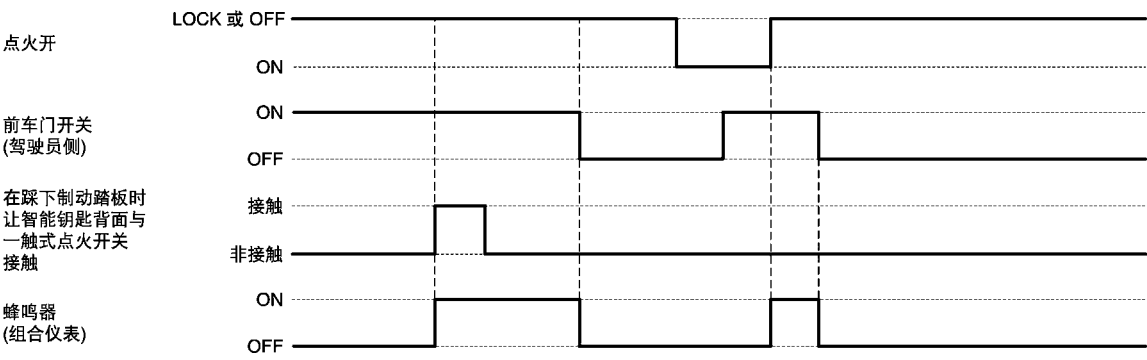 LOCK 或 OFF
点火开
ON
ON
前车门开关
(驾驶员侧)
OFF
在踩下制动踏板时
让智能钥匙背面与
一触式点火开关
接触
接触
非接触
ON
蜂鸣器
(组合仪表)
OFF